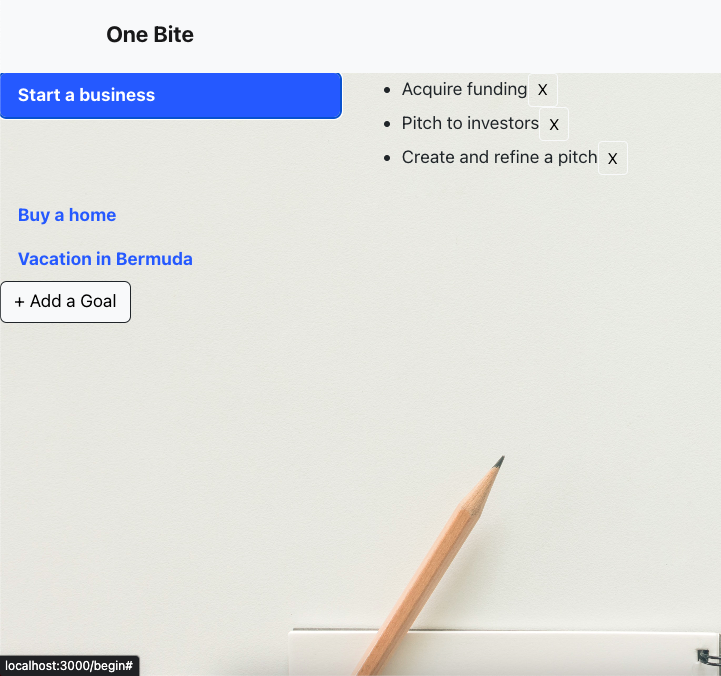 One Bite
Start a business
Acquire funding X
Pitch to investors X
Create and refine a pitch X
Buy a home
Vacation in Bermuda
+ Add a Goal
localhost:3000/begin#